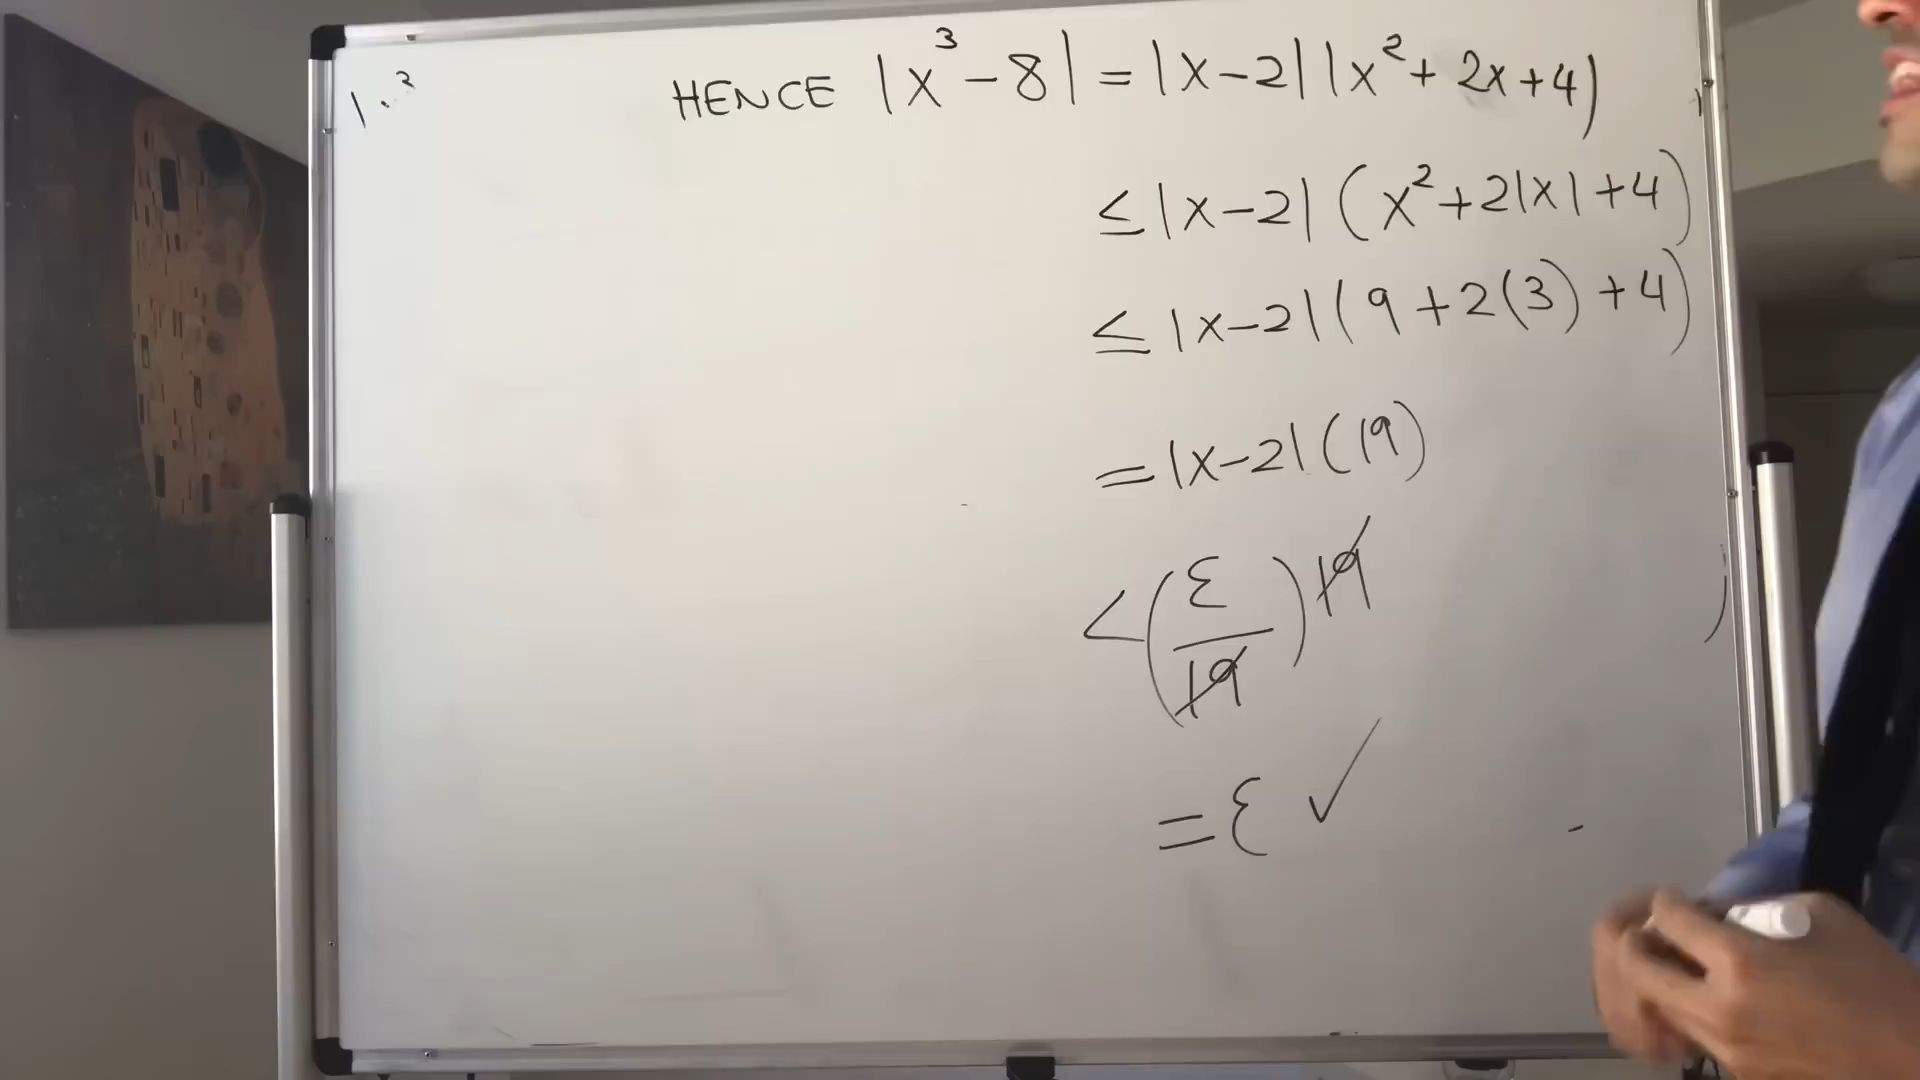 HENCE |x³-8| = |x-2||x²+2x+4|
≤|x-2|(x²+2|x|+4)
≤|x-2|(9+2(3)+4)
=|x-2|(19)
<(ε/19)19
=ε ✓